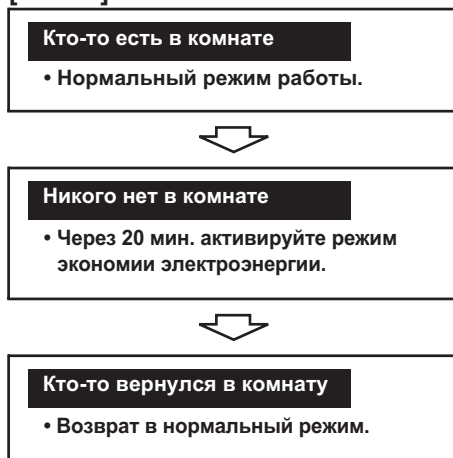 Кто-то есть в комнате
• Нормальный режим работы.
Никого нет в комнате
• Через 20 мин. активируйте режим
экономии электроэнергии.
Кто-то вернулся в комнату
• Возврат в нормальный режим.